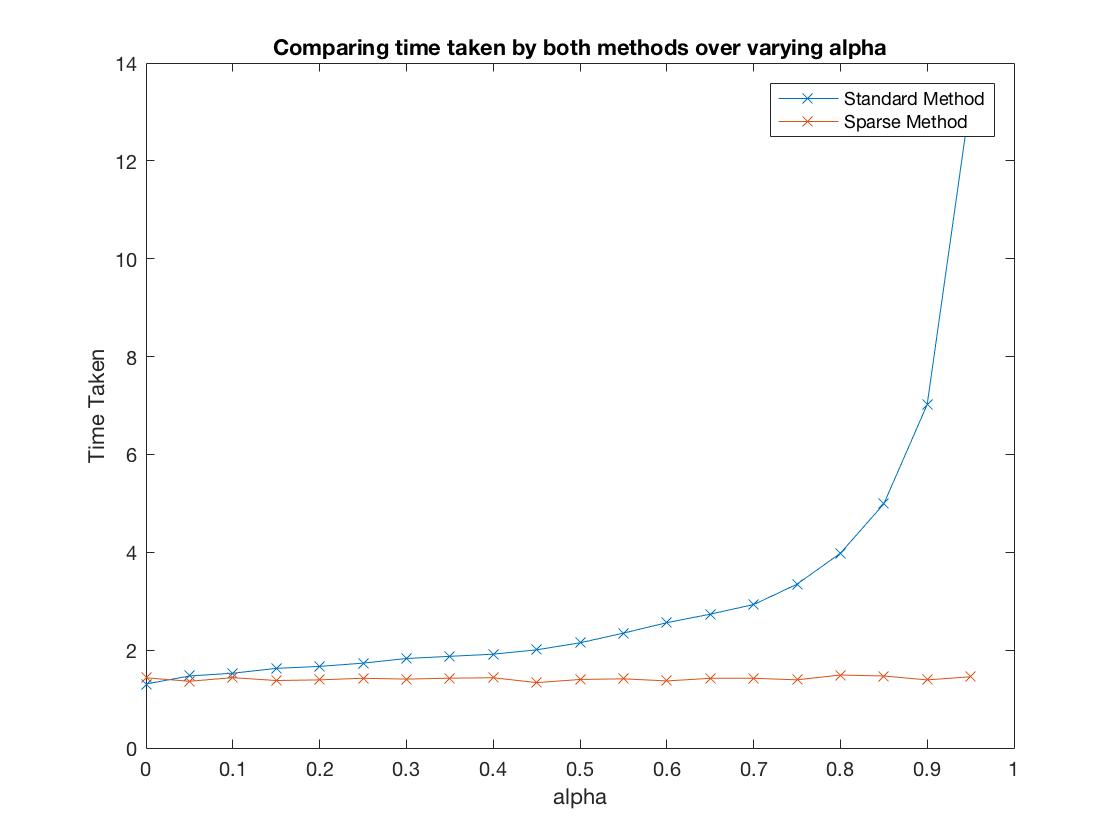 Comparing time taken by both methods over varying alpha
Standard Method
Sparse Method
14
12
10
8
6
4
2
0
Time Taken
0 0.1 0.2 0.3 0.4 0.5 0.6 0.7 0.8 0.9 1
alpha